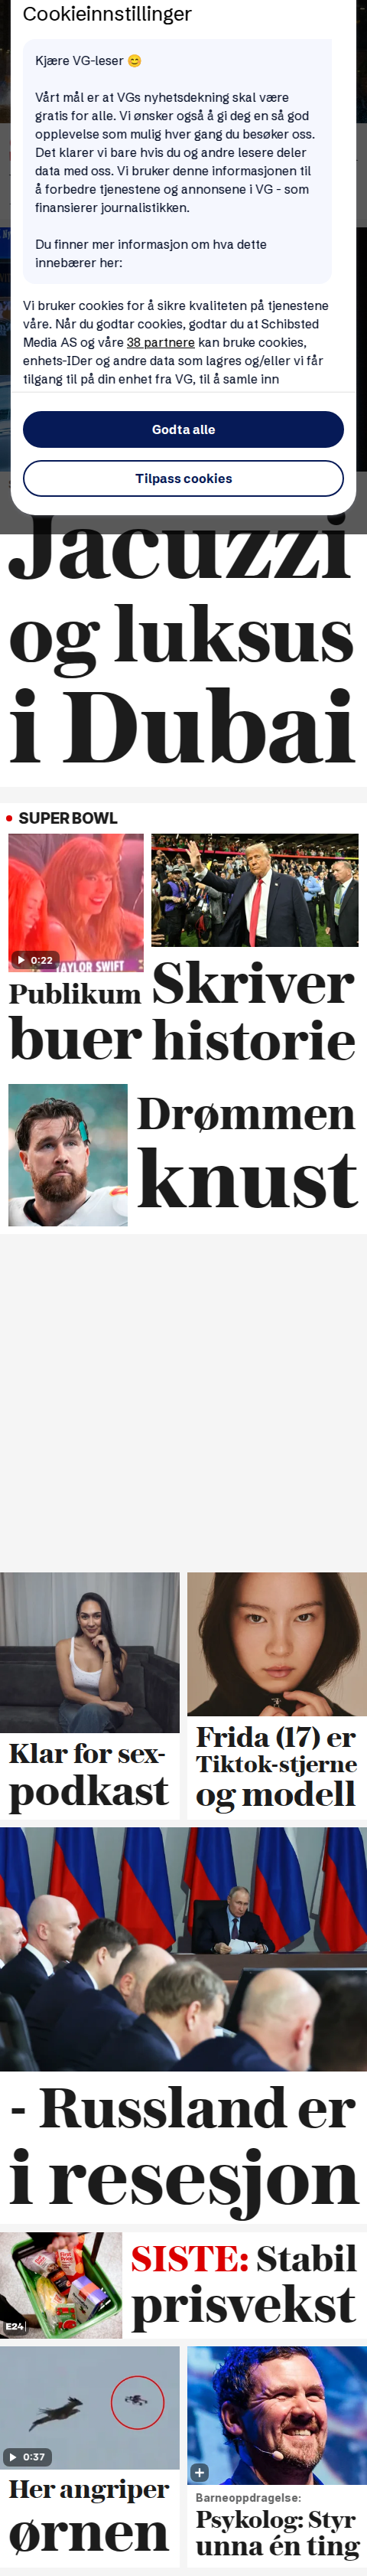 Cookieinnstillinger
Kjære VG-leser 😊
Vårt mål er at VGs nyhetsdekning skal være
gratis for alle. Vi ønsker også å gi deg en så god
opplevelse som mulig hver gang du besøker oss.
Det klarer vi bare hvis du og andre lesere deler
data med oss. Vi bruker denne informasjonen til
å forbedre tjenestene og annonsene i VG - som
finansierer journalistikken.
Du finner mer informasjon om hva dette
innebærer her:
Vi bruker cookies for å sikre kvaliteten på tjenestene
våre. Når du godtar cookies, godtar du at Schibsted
Media AS og våre 38 partnere kan bruke cookies,
enhets-IDer og andre data som lagres og/eller vi får
tilgang til på din enhet fra VG, til å samle inn
Godta alle
Tilpass cookies
Jacuzzi
og luksus
i Dubai
SUPER BOWL
0:22
TAYLOR SWIFT
Publikum
buer
Skriver
historie
Drømmen
knust
Klar for sex-
podkast
Frida (17) er
Tiktok-stjerne
og modell
- Russland er
i resesjon
E24
SISTE: Stabil
prisvekst
0:37
Her angriper
ørnen
Barneoppdragelse:
Psykolog: Styr
unna én ting